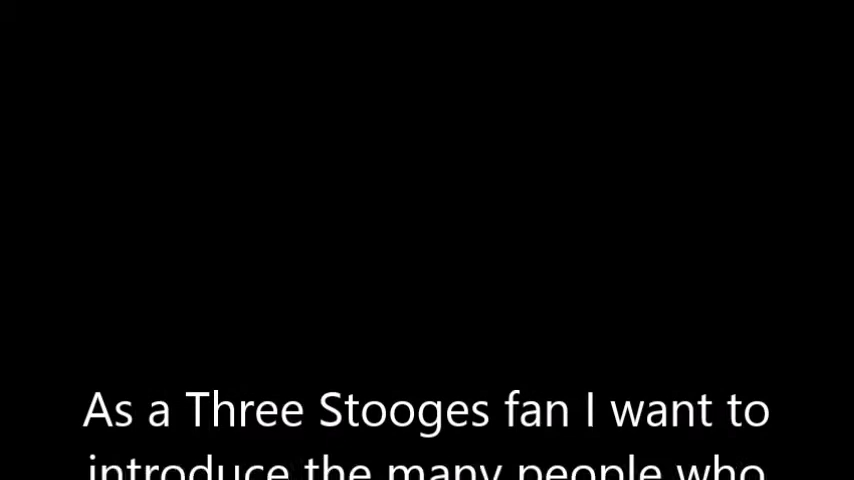 As a Three Stooges fan I want to
introduce the many people who